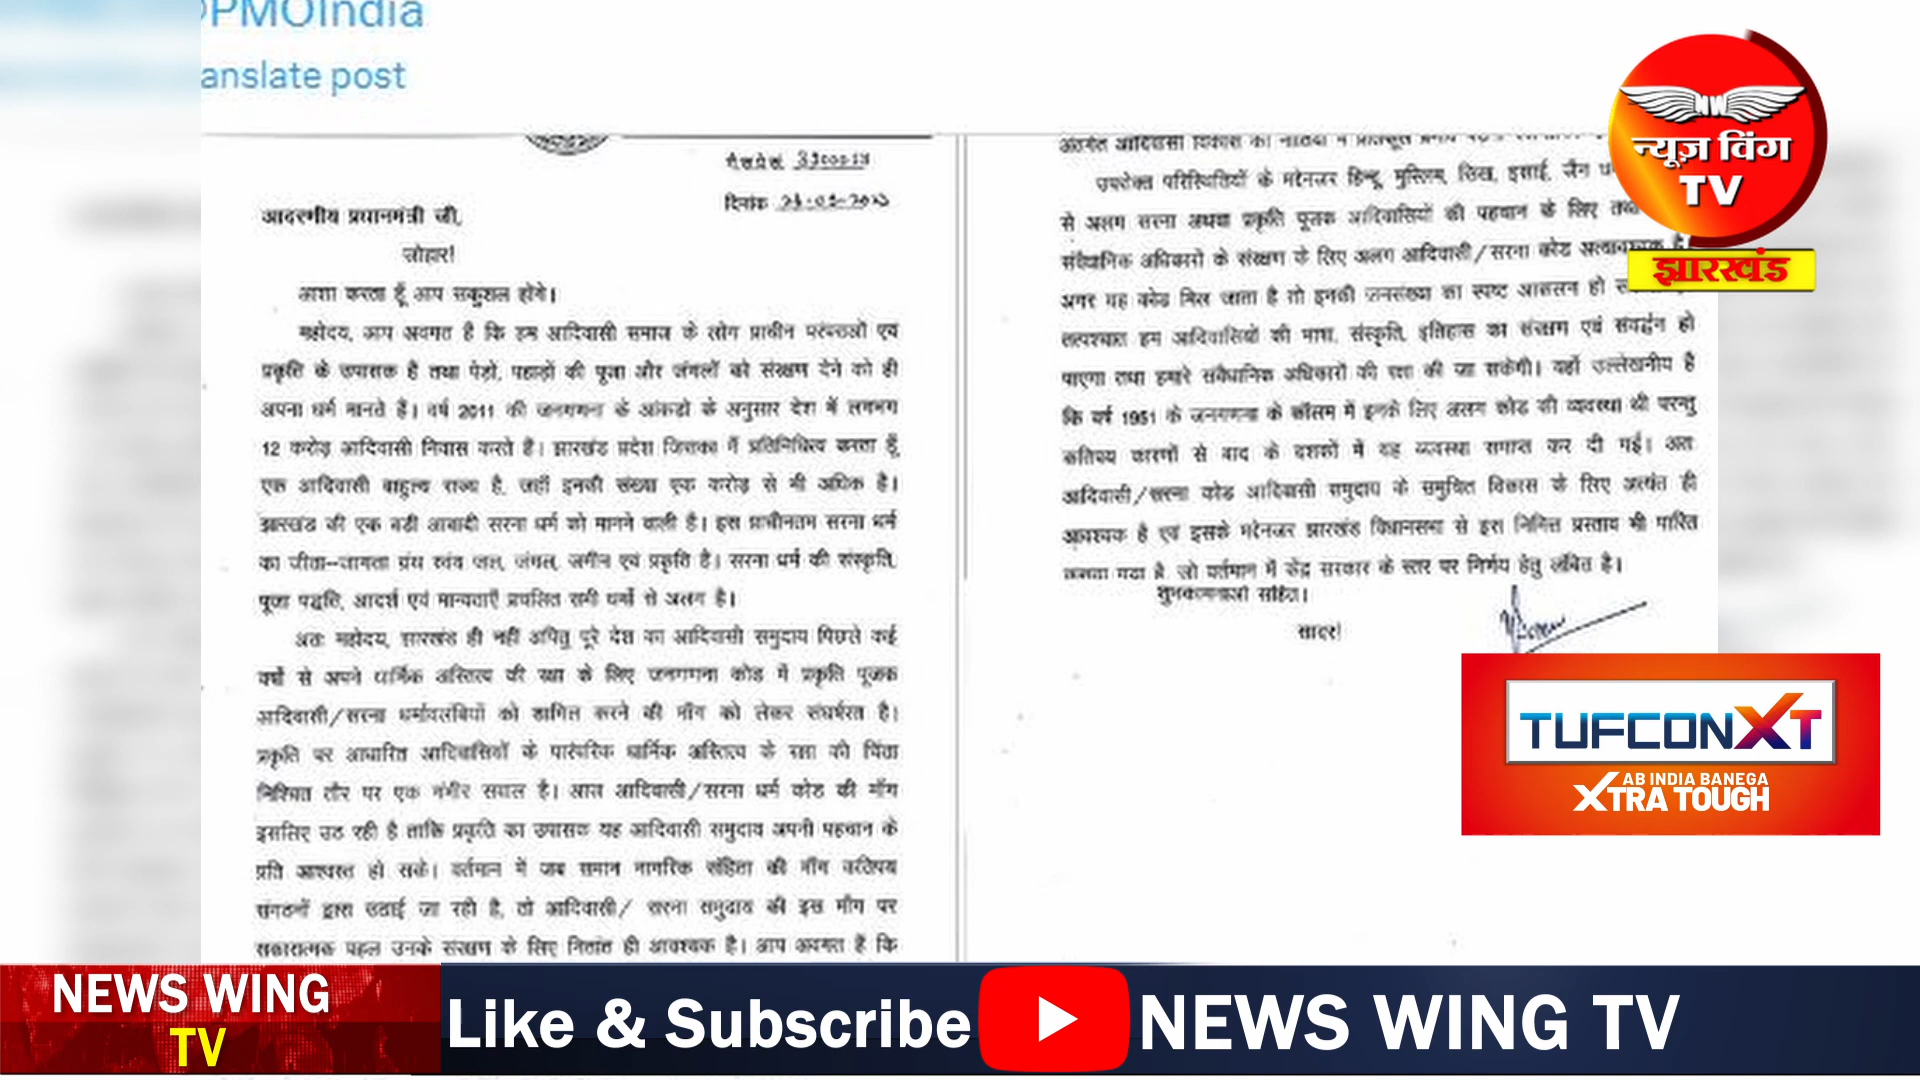 PMOIndia
anslate post
दिनांक
आदरणीय प्रधानमंत्री जी,
जोहार!
आशा करता हूँ आप सकुशल होंगे।
महोदय, आप अवगत है कि हम आदिवासी समाज के लोग प्राचीन परंपराओं एवं
प्रकृति के उपासक है तथा पेड़ो, पहाड़ों की पूजा और जंगलों को संरक्षण देने को ही
अपना धर्म मानते हैं। वर्ष 2011 की जनगणना के आंकड़ो के अनुसार देश में लगभग
12 करोड़ आदिवासी निवास करते हैं। झारखंड प्रदेश जिसका मैं प्रतिनिधित्व करता हूँ,
एक आदिवासी बाहुल्य राज्य है, जहाँ इनकी संख्या एक करोड़ से भी अधिक है।
झारखंड की एक बड़ी आबादी सरना धर्म को मानने वाली है। इस प्राचीनतम सरना धर्म
का जीता-जागता ग्रंथ स्वंय जल, जंगल, जमीन एवं प्रकृति है। सरना धर्म की संस्कृति,
पूजा पद्धति, आदर्श एवं मान्यताएँ प्रचलित सभी धर्मों से अलग है।
अतः महोदय, झारखंड ही नहीं अपितु पूरे देश का आदिवासी समुदाय पिछले कई
वर्षों से अपने धार्मिक अस्तित्व की रक्षा के लिए जनगणना कोड में प्रकृति पूजक
आदिवासी/सरना धर्मावलंबियों को शामिल करने की माँग को लेकर संघर्षरत है।
प्रकृति पर आधारित आदिवासियों के पारंपरिक धार्मिक अस्तित्व के रक्षा की चिंता
निश्चित तौर पर एक गंभीर सवाल है। आज आदिवासी/सरना धर्म कोड की माँग
इसलिए उठ रही है ताकि प्रकृति का उपासक यह आदिवासी समुदाय अपनी पहचान के
प्रति आश्वस्त हो सके। वर्तमान में जब समान नागरिक संहिता की माँग कतिपय
संगठनों द्वारा उठाई जा रही है, तो आदिवासी/ सरना समुदाय की इस माँग पर
सकारात्मक पहल उनके संरक्षण के लिए नितांत ही आवश्यक है। आप अवगत हैं कि
अंतर्गत आदिवासी विकास की नीतियों में प्रतिकूल प्रभाव
उपरोक्त परिस्थितियों के मद्देनजर हिन्दू, मुस्लिम, सिख, इसाई, जैन
से अलग सरना अथवा प्रकृति पूजक आदिवासियों की पहचान के लिए तथा
संवैधानिक अधिकारो के संरक्षण के लिए अलग आदिवासी/सरना कोड अत्यावश्यक है।
अगर यह कोड मिल जाता है तो इनकी जनसंख्या का स्पष्ट आकलन हो
तत्पश्चात हम आदिवासियों की भाषा, संस्कृति, इतिहास का संरक्षण एवं संवर्द्धन हो
पाएगा तथा हमारे संवैधानिक अधिकारों की रक्षा की जा सकेगी। यहाँ उल्लेखनीय है
कि वर्ष 1951 के जनगणना के कॉलम में इनके लिए अलग कोड की व्यवस्था थी परन्तु
कतिपय कारणों से बाद के दशकों में यह व्यवस्था समाप्त कर दी गई। अतः
आदिवासी/सरना कोड आदिवासी समुदाय के समुचित विकास के लिए अत्यंत ही
आवश्यक है एवं इसके मद्देनजर झारखंड विधानसभा से इस निमित्त प्रस्ताव भी पारित
कराया गया है, जो वर्तमान में केंद्र सरकार के स्तर पर निर्णय हेतु लंबित है।
शुभकामनाओं सहित।
सादर!
NW
न्यूज़ विंग
TV
झारखंड
TUFCONXT
AB INDIA BANEGA
XTRA TOUGH
NEWS WING
TV
Like & Subscribe
NEWS WING TV